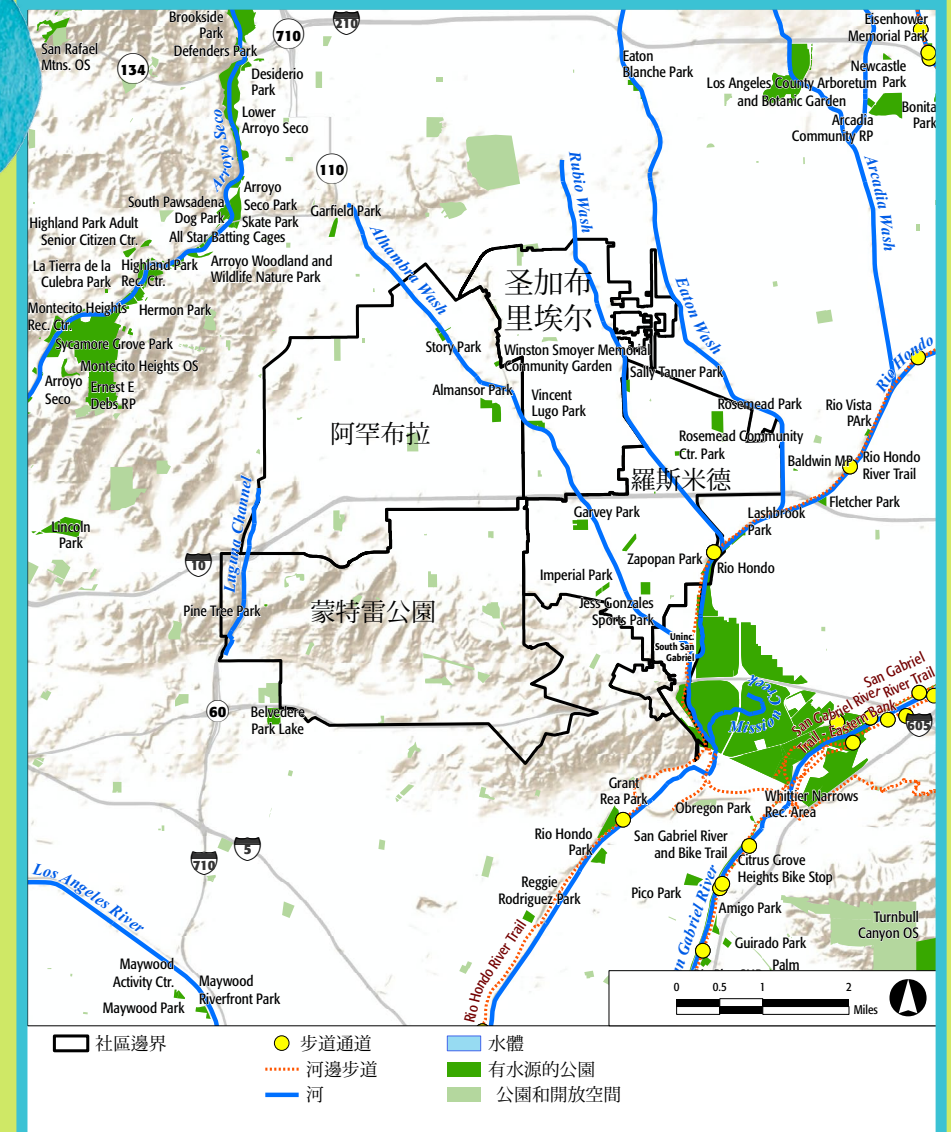 Brookside
Park
210
Eisenhower
Memorial Park
710
San Rafael
Mtns. OS
Defenders Park
134
Desiderio
Park
Eaton
Blanche Park
Newcastle
Park
Los Angeles County Arboretum
and Botanic Garden
Lower
Arroyo Seco
Bonita
Park
Arcadia
Community RP
Arroyo Seco
110
Rubio Wash
Arcadia Wash
South Pawsadena
Dog Park
Arroyo
Seco Park
Skate Park
Garfield Park
Highland Park Adult
Senior Citizen Ctr.
All Star Batting Cages
Alhambra Wash
La Tierra de la
Culebra Park
Highland Park
Rec. Ctr.
Arroyo Woodland and
Wildlife Nature Park
圣加布
里埃尔
Eaton Wash
Montecito Heights
Rec. Ctr.
Hermon Park
Sycamore Grove Park
Story Park
Winston Smoyer Memorial
Community Garden
Rio Hondo
Montecito Heights OS
Sally Tanner Park
Arroyo
Seco
Ernest E
Debs RP
Almansor Park
Vincent
Lugo Park
Rosemead Park
Rio Vista
PArk
阿罕布拉
Rosemead Community
Ctr. Park
Baldwin MP
Rio Hondo
River Trail
羅斯米德
Luguna Channel
Garvey Park
Lashbrook
Park
Fletcher Park
Lincoln
Park
10
Zapopan Park
Rio Hondo
Imperial Park
Pine Tree Park
蒙特雷公園
Jess Gonzales
Sports Park
Uninc.
South San
Gabriel
San Gabriel
River Trail
Mission Creek
San Gabriel River
Trail - Eastern Bank
60
Belvedere
Park Lake
605
Grant
Rea Park
Obregon Park
Whittier Narrows
Rec. Area
Rio Hondo
Park
San Gabriel River
and Bike Trail
5
710
Citrus Grove
Heights Bike Stop
Los Angeles River
Reggie
Rodriguez Park
Pico Park
Amigo Park
Turnbull
Canyon OS
Rio Hondo River Trail
n Gabriel River
Guirado Park
Maywood
Activity Ctr.
Palm
Maywood
Riverfront Park
Maywood Park
0 0.5 1 2
Miles
社區邊界
步道通道
水體
河邊步道
有水源的公園
河
公園和開放空間